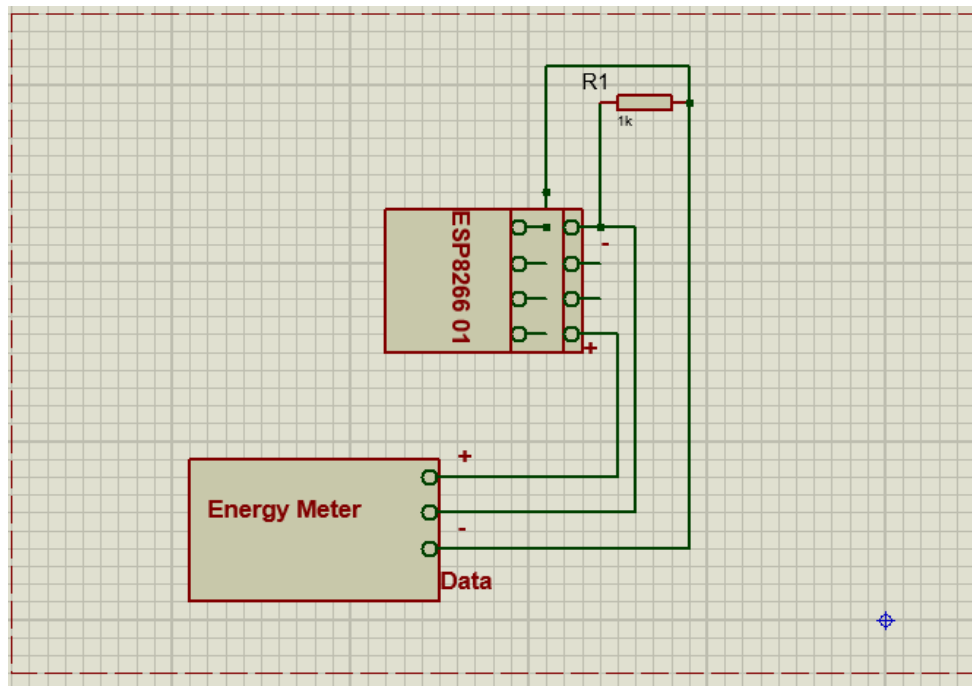 R1
1k
ESP8266 01
-
+
+
Energy Meter
-
Data